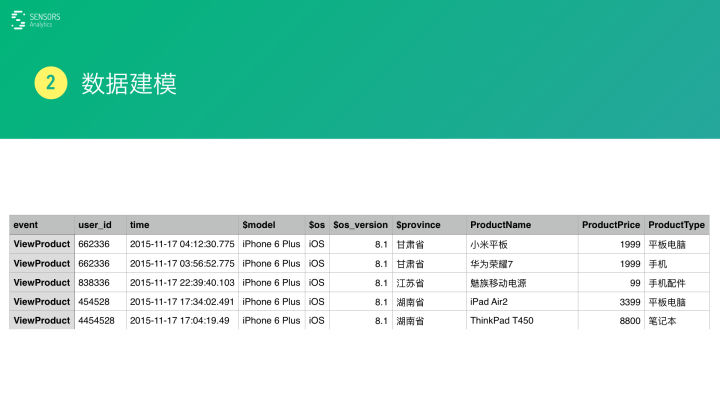 SENSORS
Analytics
2 数据建模
event user_id time $model $os $os_version $province ProductName ProductPrice ProductType
ViewProduct 662336 2015-11-17 04:12:30.775 iPhone 6 Plus iOS 8.1 甘肃省 小米平板 1999 平板电脑
ViewProduct 662336 2015-11-17 03:56:52.775 iPhone 6 Plus iOS 8.1 甘肃省 华为荣耀7 1999 手机
ViewProduct 838336 2015-11-17 22:39:40.103 iPhone 6 Plus iOS 8.1 江苏省 魅族移动电源 99 手机配件
ViewProduct 454528 2015-11-17 17:34:02.491 iPhone 6 Plus iOS 8.1 湖南省 iPad Air2 3399 平板电脑
ViewProduct 4454528 2015-11-17 17:04:19.49 iPhone 6 Plus iOS 8.1 湖南省 ThinkPad T450 8800 笔记本